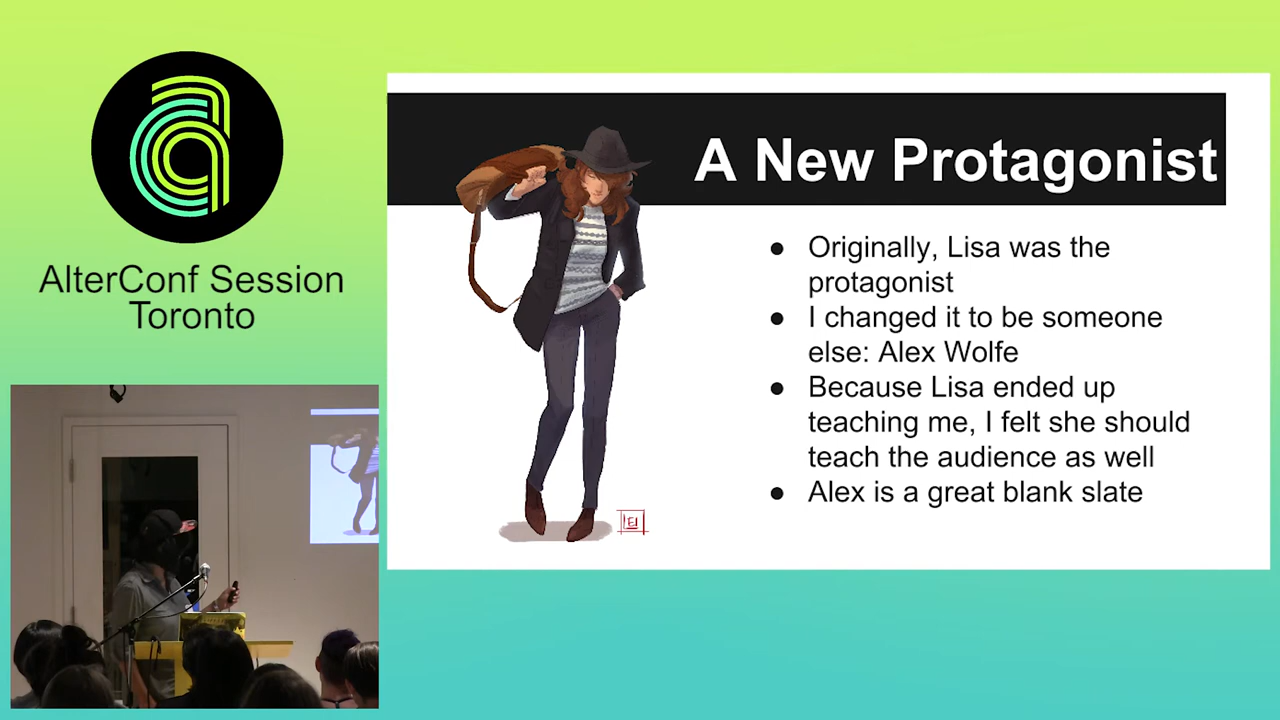 AlterConf Session
Toronto
A New Protagonist
● Originally, Lisa was the
protagonist
● I changed it to be someone
else: Alex Wolfe
● Because Lisa ended up
teaching me, I felt she should
teach the audience as well
● Alex is a great blank slate